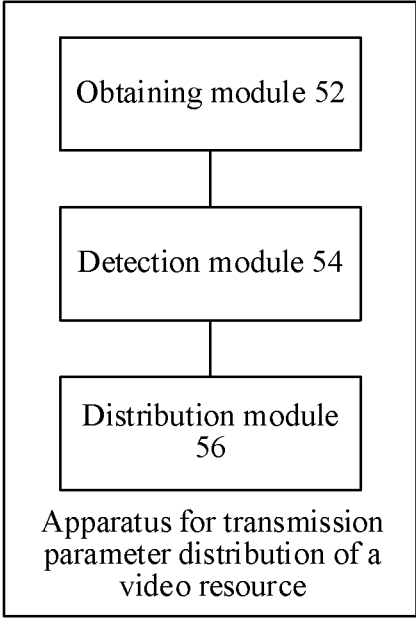 Obtaining module 52
Detection module 54
Distribution module
56
Apparatus for transmission
parameter distribution of a
video resource